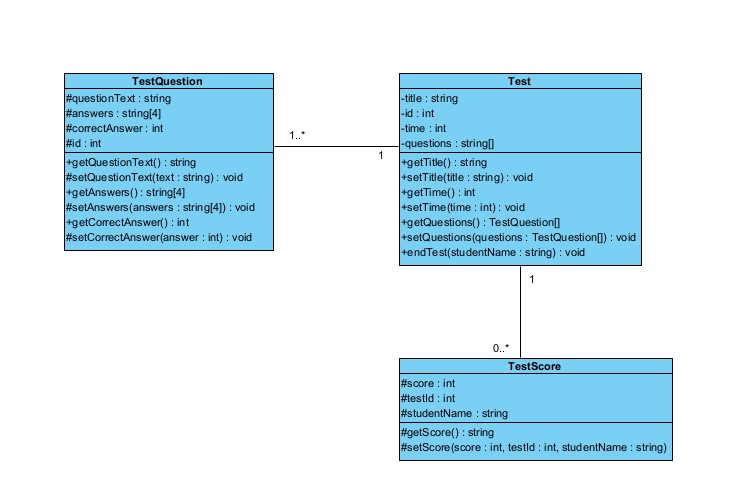 TestQuestion
#questionText : string
#answers : string[4]
#correctAnswer : int
#id : int
+getQuestionText() : string
#setQuestionText(text : string) : void
+getAnswers() : string[4]
#setAnswers(answers : string[4]) : void
+getCorrectAnswer() : int
#setCorrectAnswer(answer : int) : void
1..*
1
Test
-title : string
-id : int
-time : int
-questions : string[]
+getTitle() : string
+setTitle(title : string) : void
+getTime() : int
+setTime(time : int) : void
+getQuestions() : TestQuestion[]
+setQuestions(questions : TestQuestion[]) : void
+endTest(studentName : string) : void
1
0..*
TestScore
#score : int
#testId : int
#studentName : string
#getScore() : string
#setScore(score : int, testId : int, studentName : string)